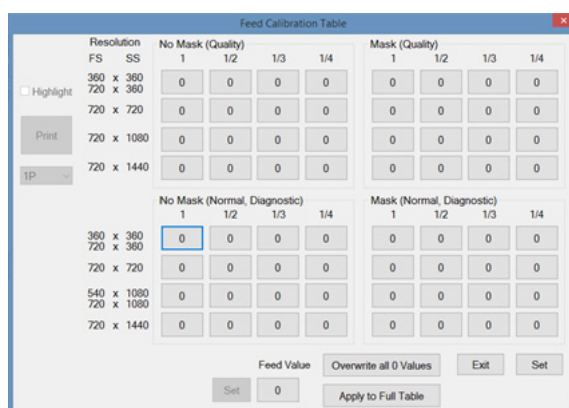 Feed Calibration Table
Resolution No Mask (Quality) Mask (Quality)
FS SS 1 1/2 1/3 1/4 1 1/2 1/3 1/4
360 x 360
720 x 360 0 0 0 0 0 0 0 0
Highlight
720 x 720 0 0 0 0 0 0 0 0
Print 720 x 1080 0 0 0 0 0 0 0 0
720 x 1440 0 0 0 0 0 0 0 0
1P
No Mask (Normal, Diagnostic) Mask (Normal, Diagnostic)
1 1/2 1/3 1/4 1 1/2 1/3 1/4
360 x 360
720 x 360 0 0 0 0 0 0 0 0
720 x 720 0 0 0 0 0 0 0 0
540 x 1080
720 x 1080 0 0 0 0 0 0 0 0
720 x 1440 0 0 0 0 0 0 0 0
Feed Value Overwrite all 0 Values Exit Set
Set 0 Apply to Full Table